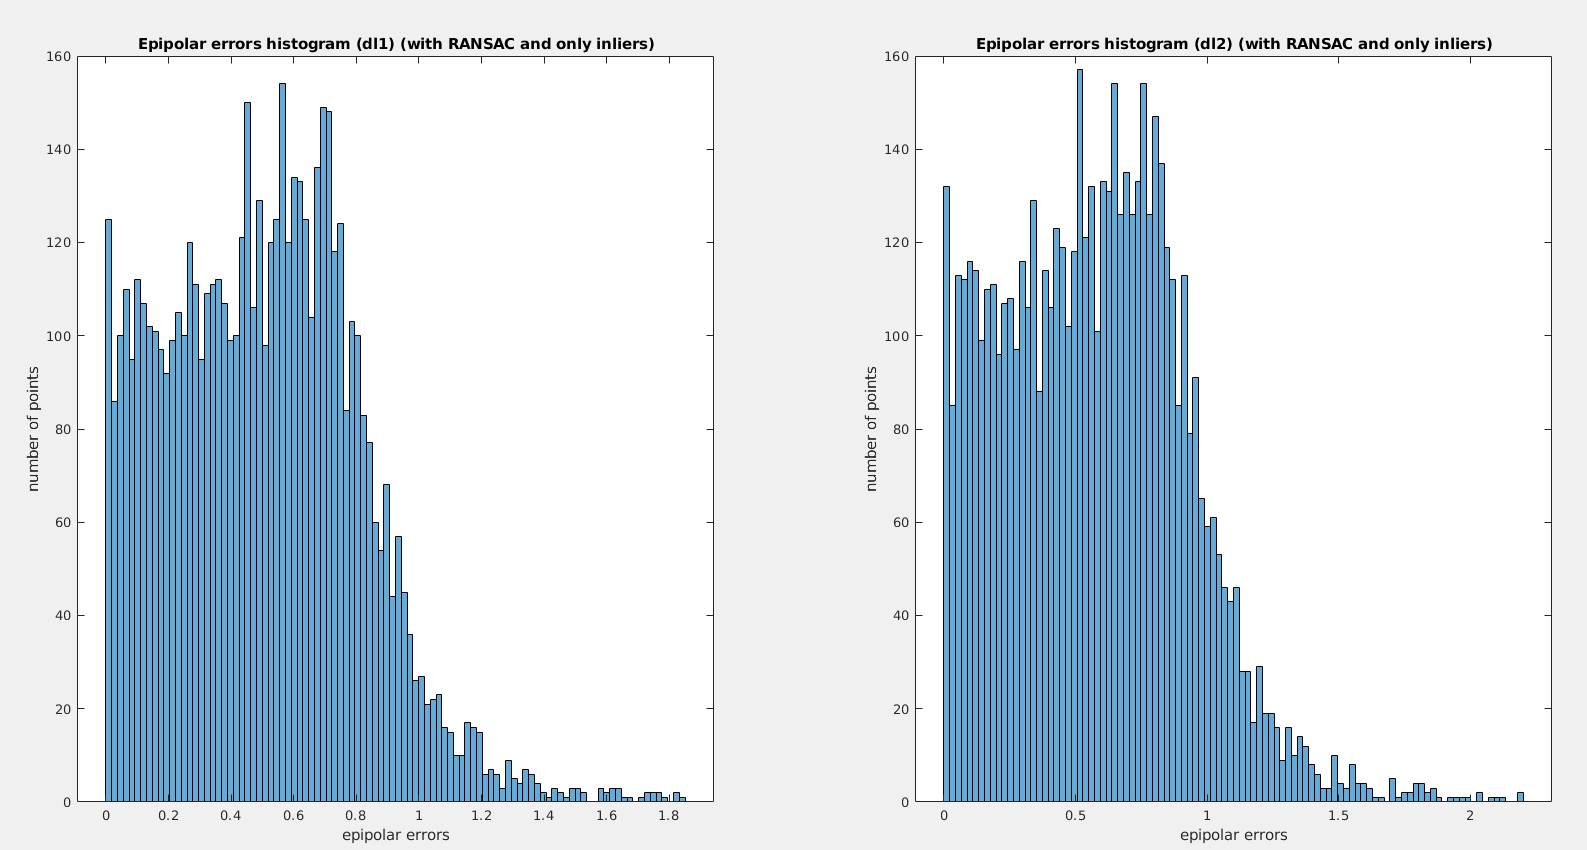 Epipolar errors histogram (dl1) (with RANSAC and only inliers)
160
140
120
100
80
60
40
20
0
number of points
0 0.2 0.4 0.6 0.8 1 1.2 1.4 1.6 1.8
epipolar errors
Epipolar errors histogram (dl2) (with RANSAC and only inliers)
160
140
120
100
80
60
40
20
0
number of points
0 0.5 1 1.5 2
epipolar errors